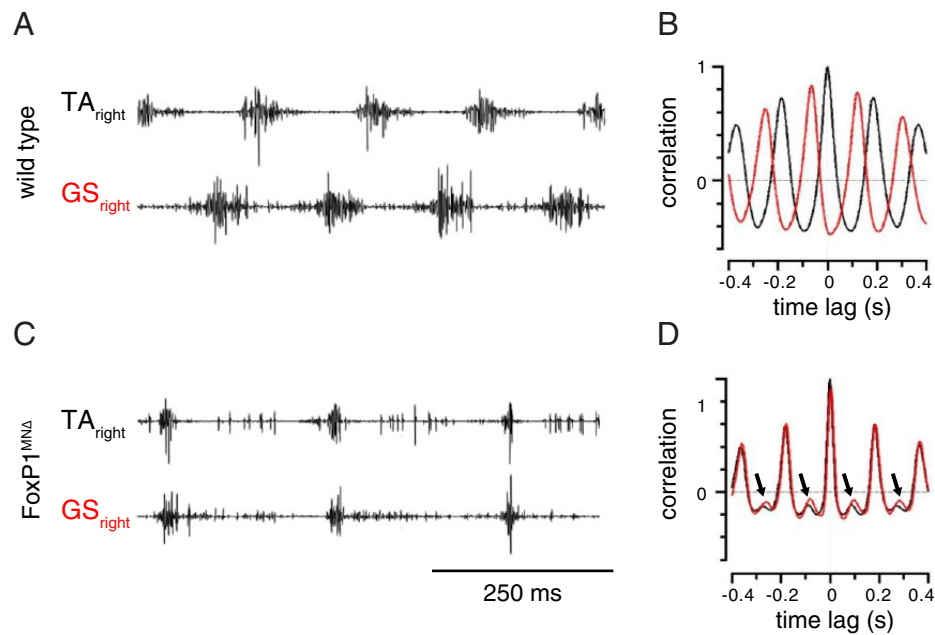 A
wild type
TAright
GSright
B
correlation
1
0
-0.4 -0.2 0 0.2 0.4
time lag (s)
C
FoxP1MNΔ
TAright
GSright
250 ms
D
correlation
1
0
-0.4 -0.2 0 0.2 0.4
time lag (s)